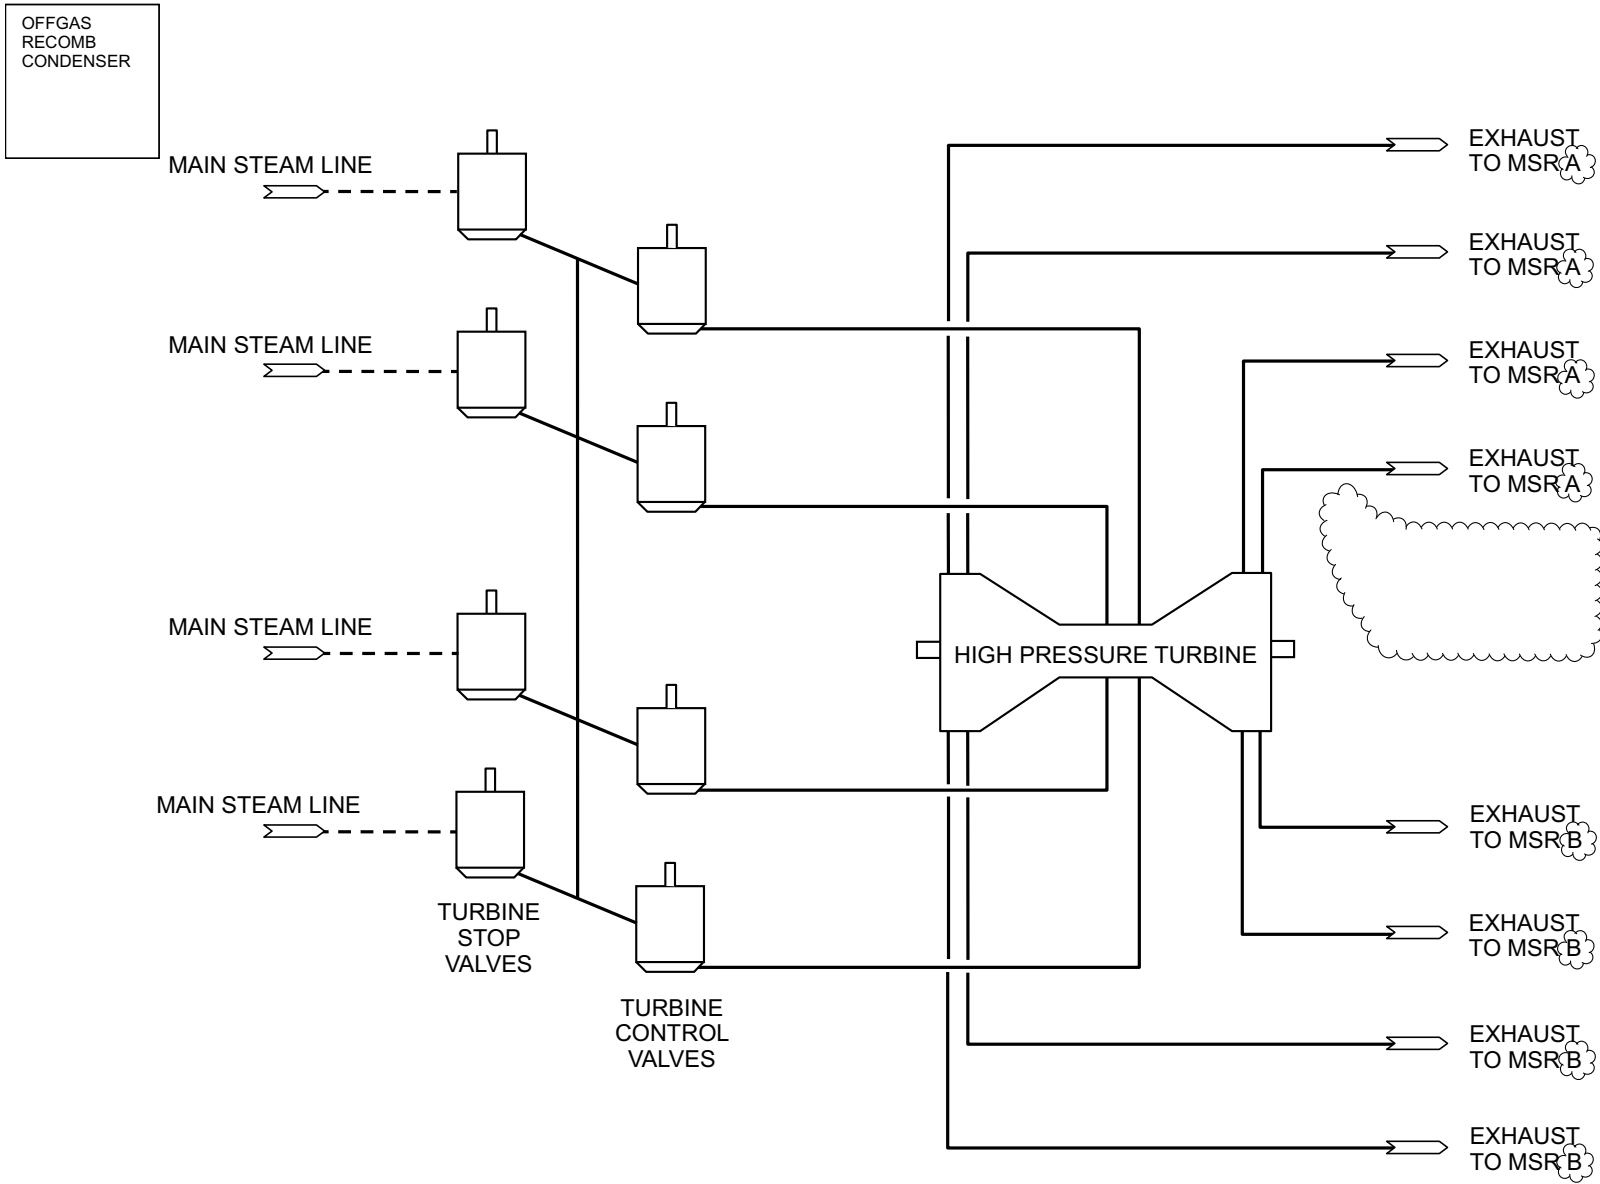 OFFGAS
RECOMB
CONDENSER
MAIN STEAM LINE
EXHAUST
TO MSR A
EXHAUST
TO MSR A
MAIN STEAM LINE
EXHAUST
TO MSR A
EXHAUST
TO MSR A
MAIN STEAM LINE
HIGH PRESSURE TURBINE
MAIN STEAM LINE
EXHAUST
TO MSR B
TURBINE
STOP
VALVES
EXHAUST
TO MSR B
TURBINE
CONTROL
VALVES
EXHAUST
TO MSR B
EXHAUST
TO MSR B